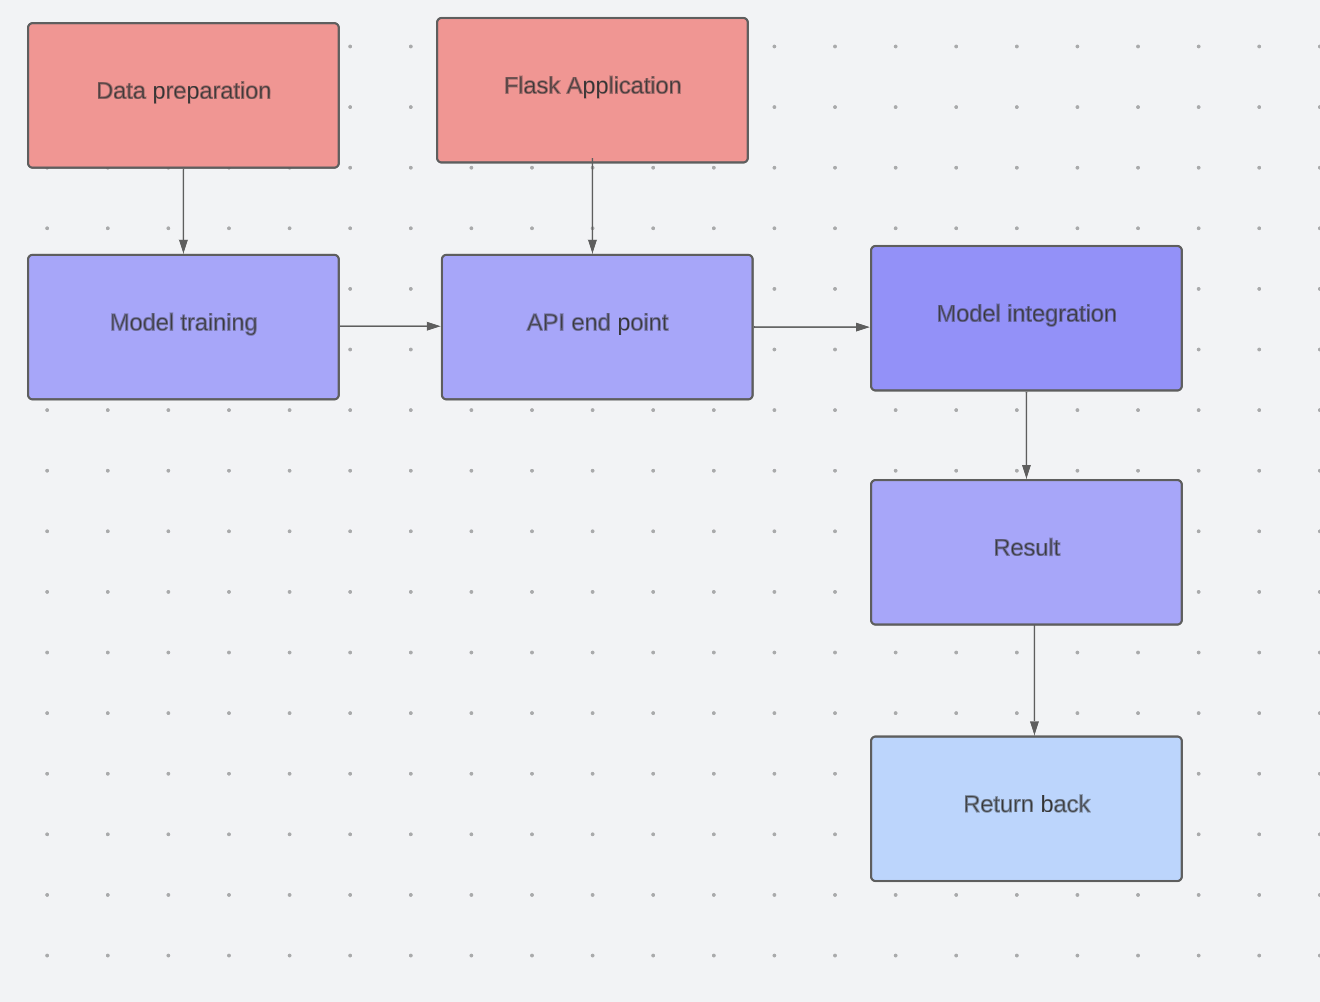 Data preparation
Flask Application
Model training
API end point
Model integration
Result
Return back